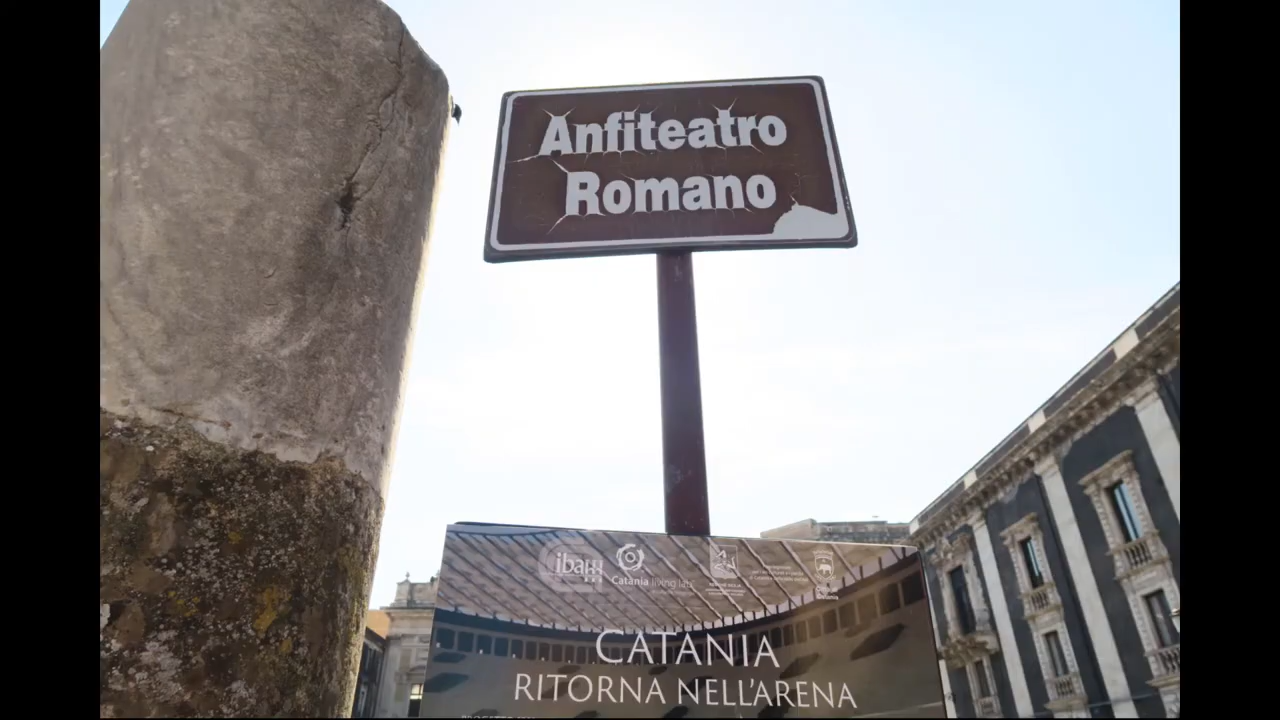 Anfiteatro
Romano
ibam
Catania living lab
CATANIA
RITORNA NELL'ARENA